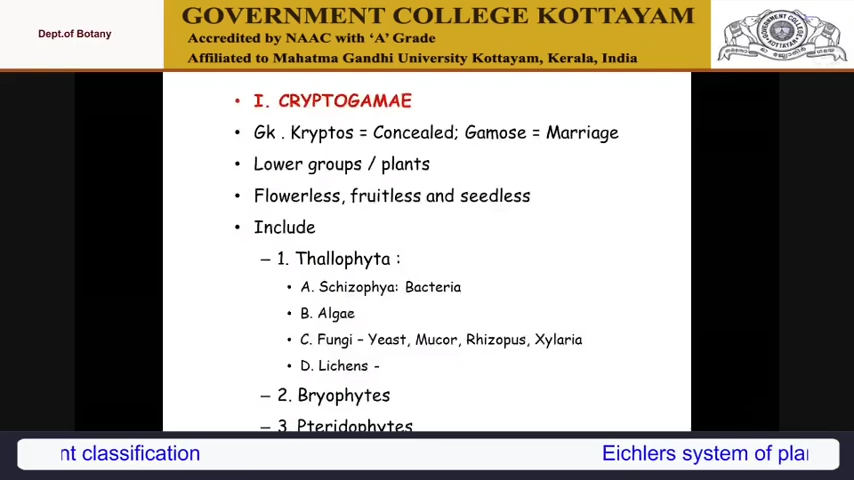 Dept.of Botany
GOVERNMENT COLLEGE KOTTAYAM
Accredited by NAAC with ‘A’ Grade
Affiliated to Mahatma Gandhi University Kottayam, Kerala, India
• I. CRYPTOGAMAE
• Gk . Kryptos = Concealed; Gamose = Marriage
• Lower groups / plants
• Flowerless, fruitless and seedless
• Include
– 1. Thallophyta :
• A. Schizophya: Bacteria
• B. Algae
• C. Fungi – Yeast, Mucor, Rhizopus, Xylaria
• D. Lichens -
– 2. Bryophytes
– 3 Pteridophytes
nt classification
Eichlers system of plan